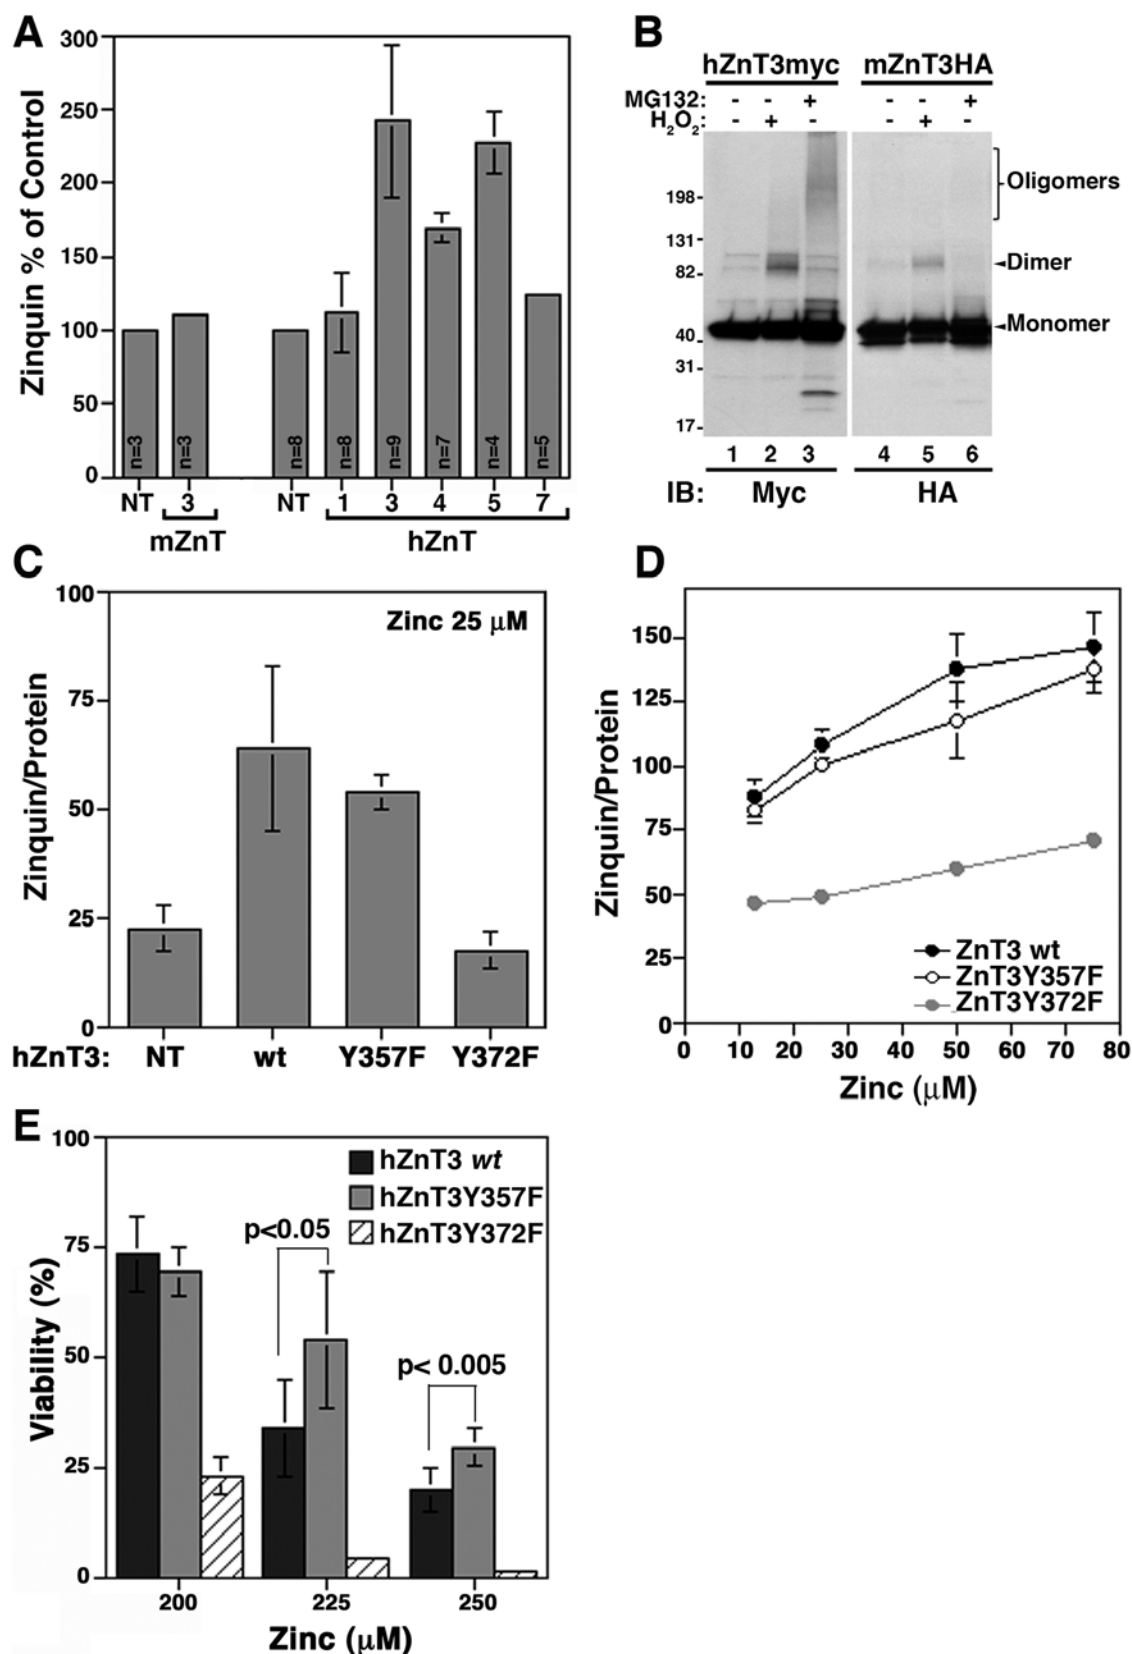 A
300
250
200
150
100
50
0
Zinquin % of Control
n=3
n=3
n=8
n=8
n=9
n=7
n=4
n=5
NT 3 NT 1 3 4 5 7
mZnT hZnT
B
hZnT3myc mZnT3HA
MG132: - - + - - +
H2O2: - + - - + -
198
131
82
40
31
17
Oligomers
Dimer
Monomer
1 2 3 4 5 6
IB: Myc HA
C
100
75
50
25
0
Zinquin/Protein
Zinc 25 µM
hZnT3: NT wt Y357F Y372F
D
150
125
100
75
50
25
0
Zinquin/Protein
ZnT3 wt
ZnT3Y357F
ZnT3Y372F
0 10 20 30 40 50 60 70 80
Zinc (µM)
E
100
75
50
25
0
Viability (%)
hZnT3 wt
hZnT3Y357F
hZnT3Y372F
p<0.05
p< 0.005
200 225 250
Zinc (µM)